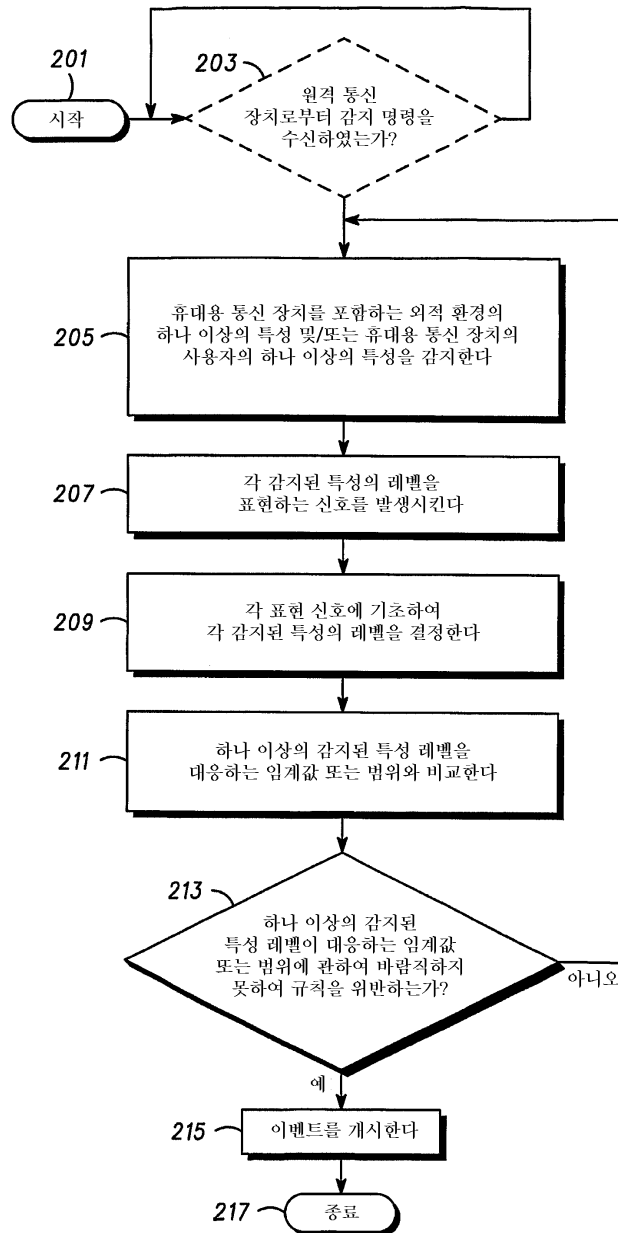 201
시작
203
원격 통신
장치로부터 감지 명령을
수신하였는가?
205
휴대용 통신 장치를 포함하는 외적 환경의
하나 이상의 특성 및/또는 휴대용 통신 장치의
사용자의 하나 이상의 특성을 감지한다
207
각 감지된 특성의 레벨을
표현하는 신호를 발생시킨다
209
각 표현 신호에 기초하여
각 감지된 특성의 레벨을 결정한다
211
하나 이상의 감지된 특성 레벨을
대응하는 임계값 또는 범위와 비교한다
213
하나 이상의 감지된
특성 레벨이 대응하는 임계값
또는 범위에 관하여 바람직하지
못하여 규칙을 위반하는가?
아니오
예
215
이벤트를 개시한다
217
종료